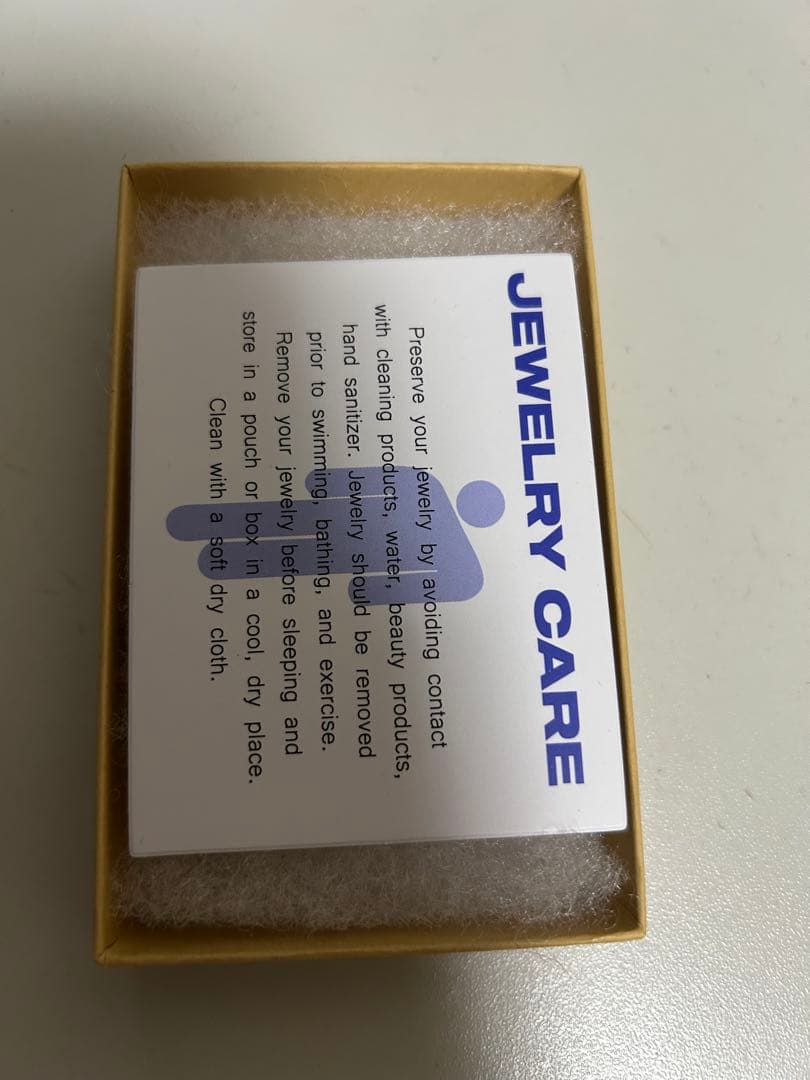 JEWELRY CARE
Preserve your jewelry by avoiding contact
with cleaning products, water, beauty products,
hand sanitizer. Jewelry should be removed
prior to swimming, bathing, and exercise.
Remove your jewelry before sleeping and
store in a pouch or box in a cool, dry place.
Clean with a soft dry cloth.